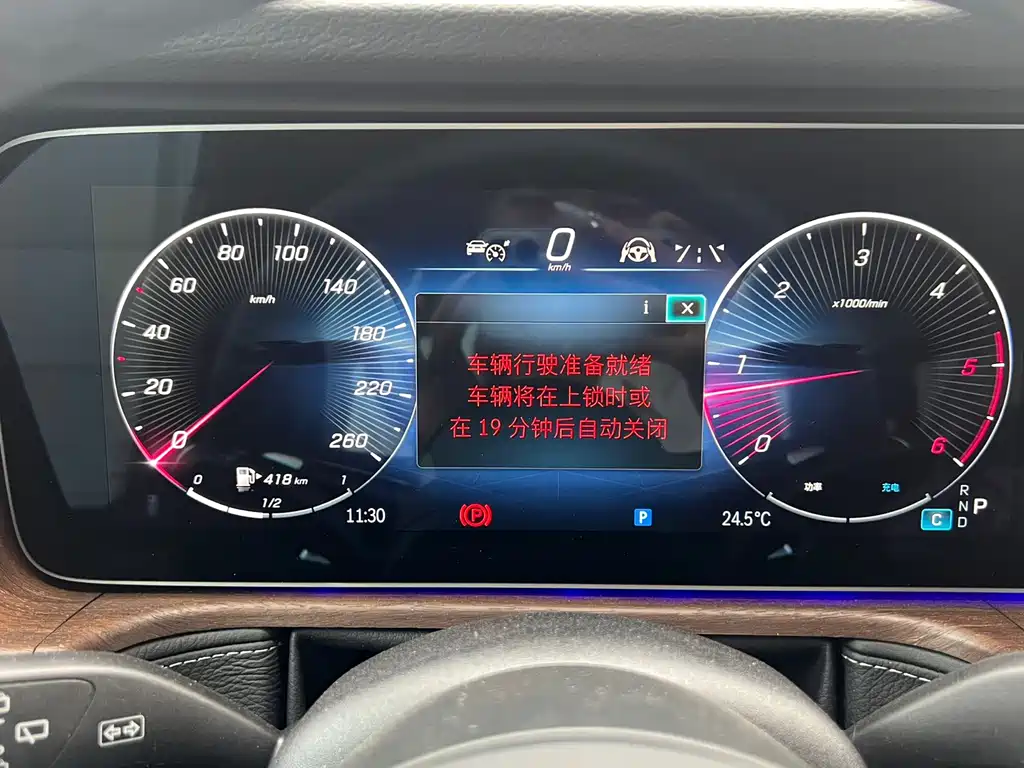 0
km/h
i X
车辆行驶准备就绪
车辆将在上锁时或
在 19 分钟后自动关闭
0 20 40 60 80 100 140 180 220 260
km/h
418 km
0 1/2 1
11:30
P
P
24.5°C
0 1 2 3 4 5 6
x1000/min
功率 充电
C
R
N P
D